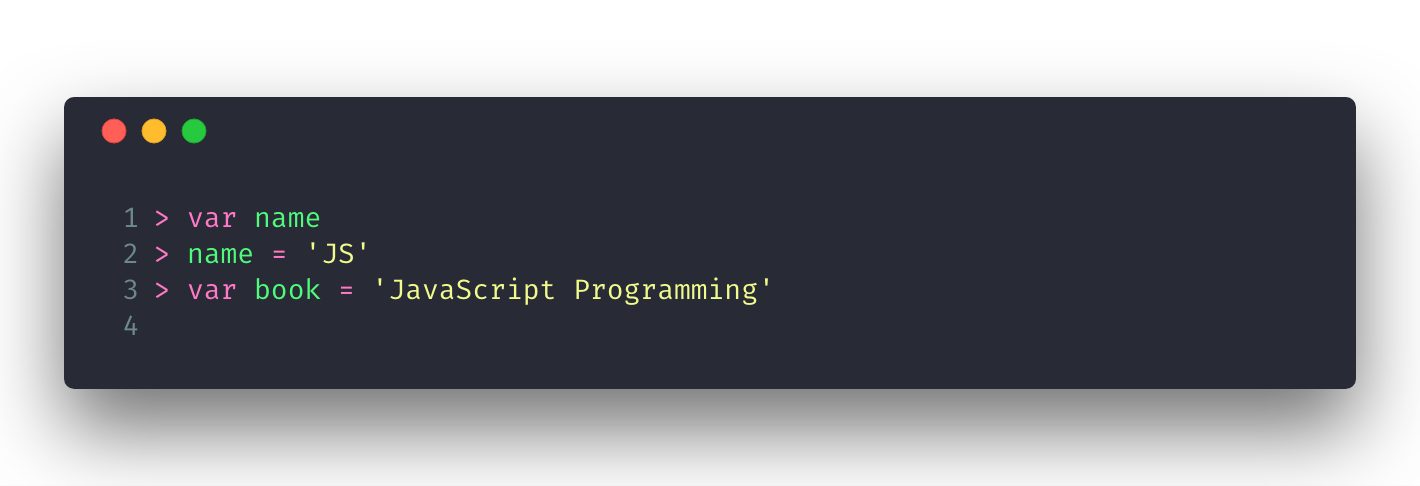 1 > var name
2 > name = 'JS'
3 > var book = 'JavaScript Programming'
4